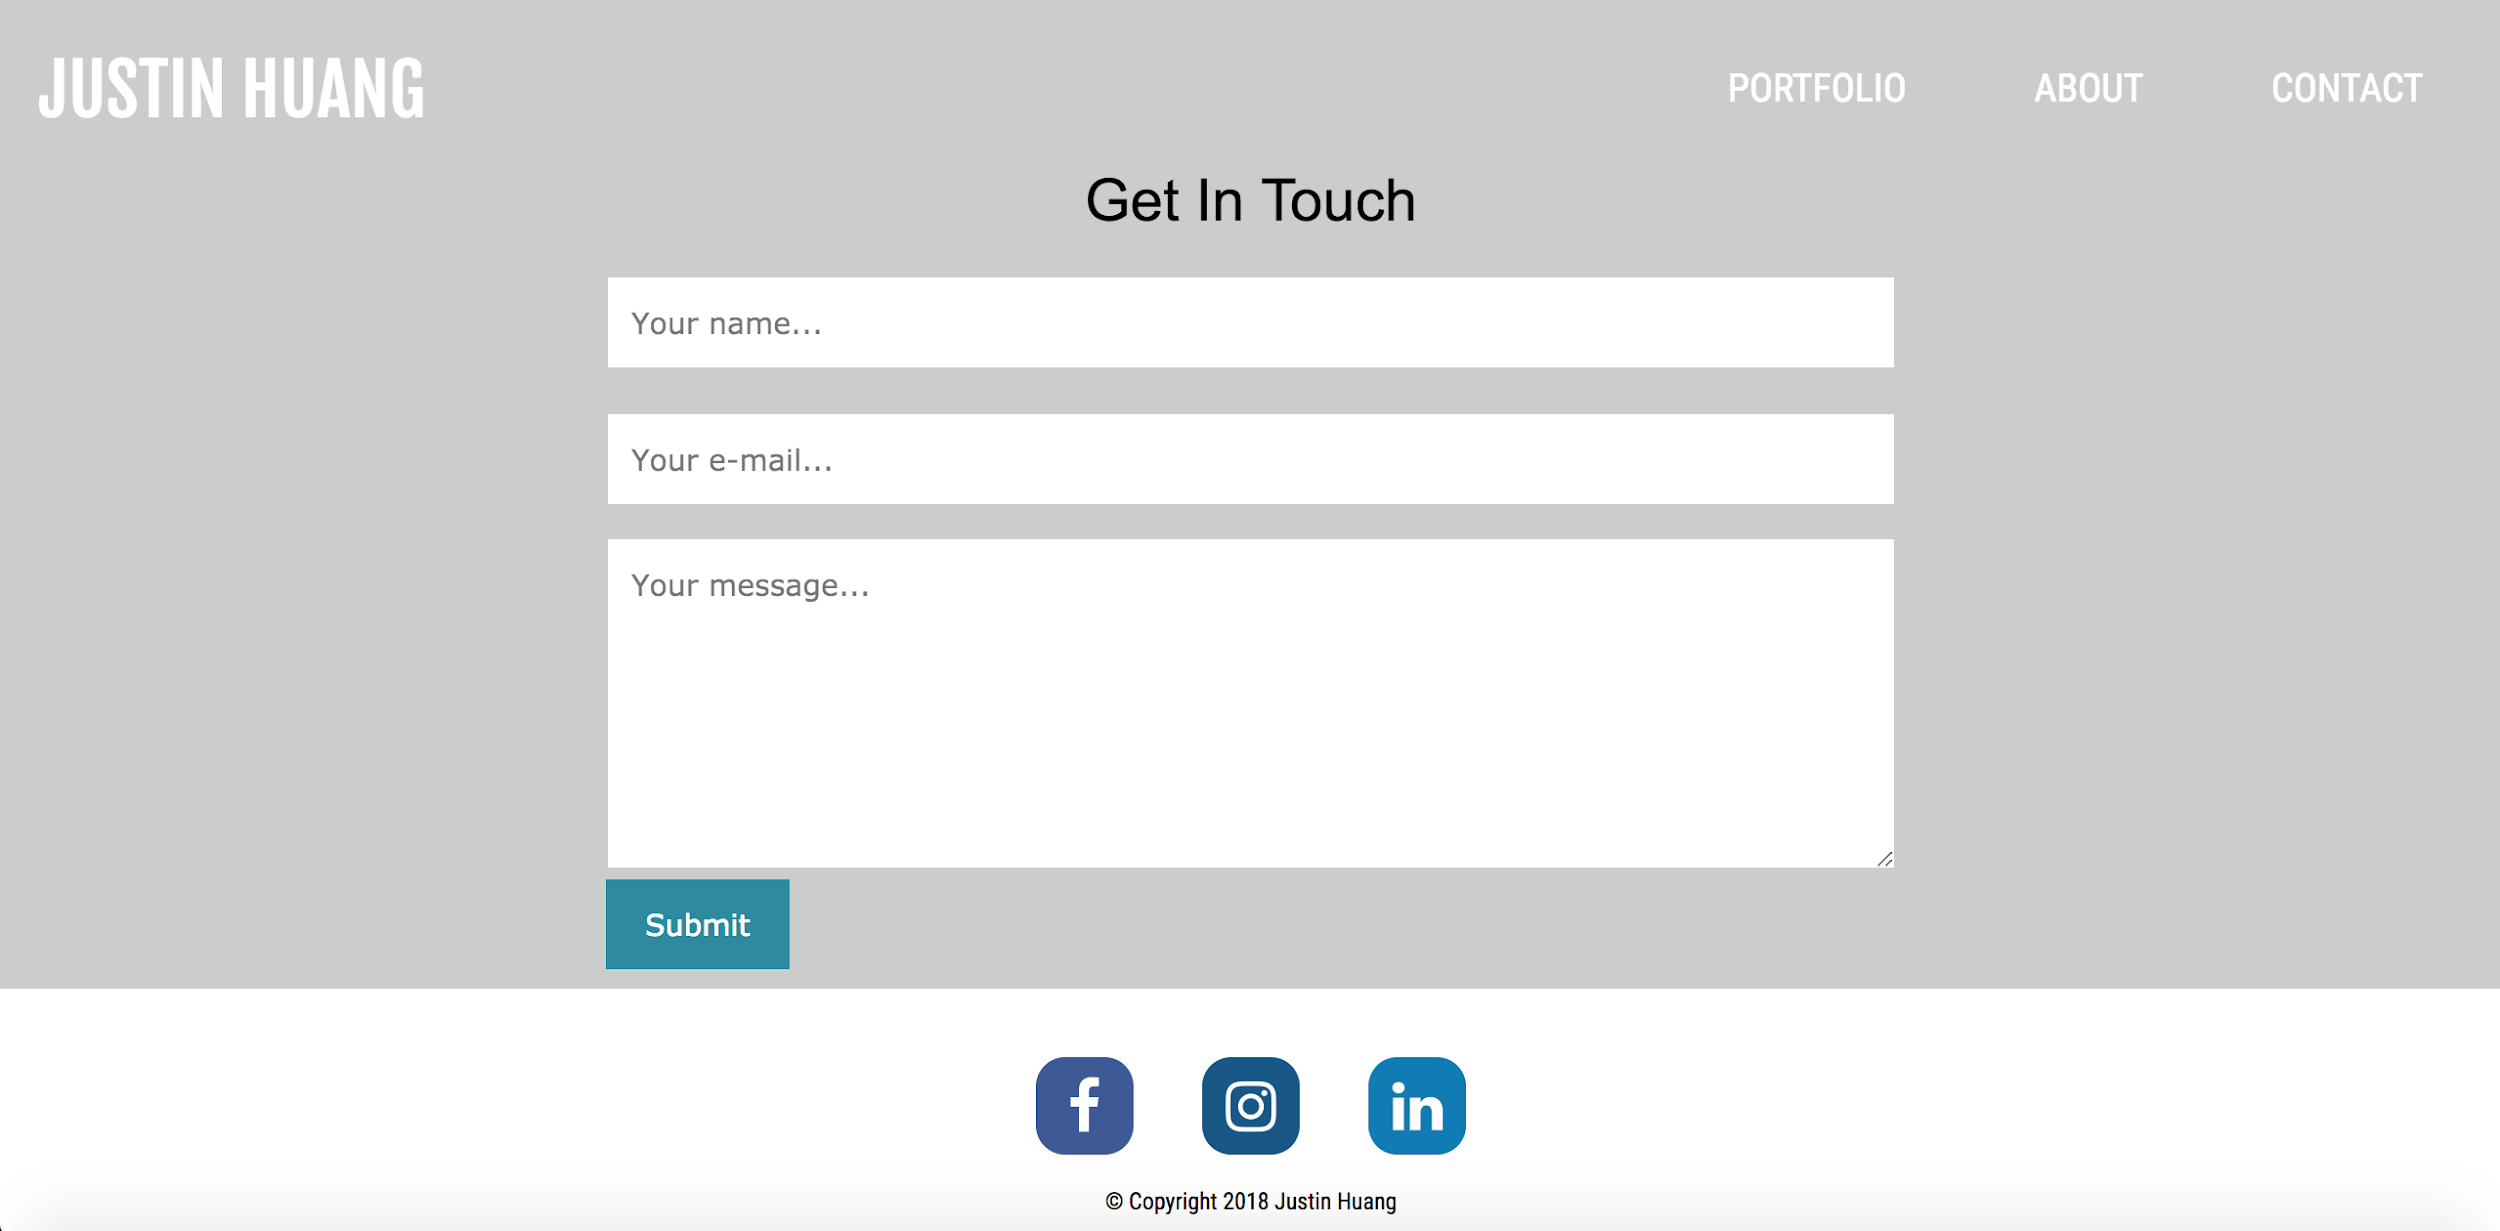 JUSTIN HUANG
PORTFOLIO ABOUT CONTACT
Get In Touch
Your name...
Your e-mail...
Your message...
Submit
f
in
© Copyright 2018 Justin Huang